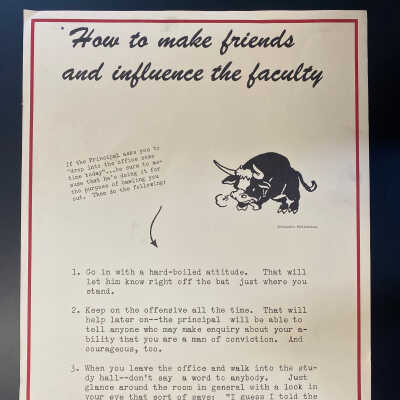 How to make friends
and influence the faculty
If the Principal asks you to
"drop into the office some
time today"---be sure to as-
sume that he's doing it for
the purpose of bawling you
out. Then do the following:
1. Go in with a hard-boiled attitude. That will
let him know right off the bat just where you
stand.
2. Keep on the offensive all the time. That will
help later on--the principal will be able to
tell anyone who may make enquiry about your a-
bility that you are a man of conviction. And
courageous, too.
3. When you leave the office and walk into the stu-
dy hall--don't say a word to anybody. Just
glance around the room in general with a look in
your eye that sort of says: "I guess I told the